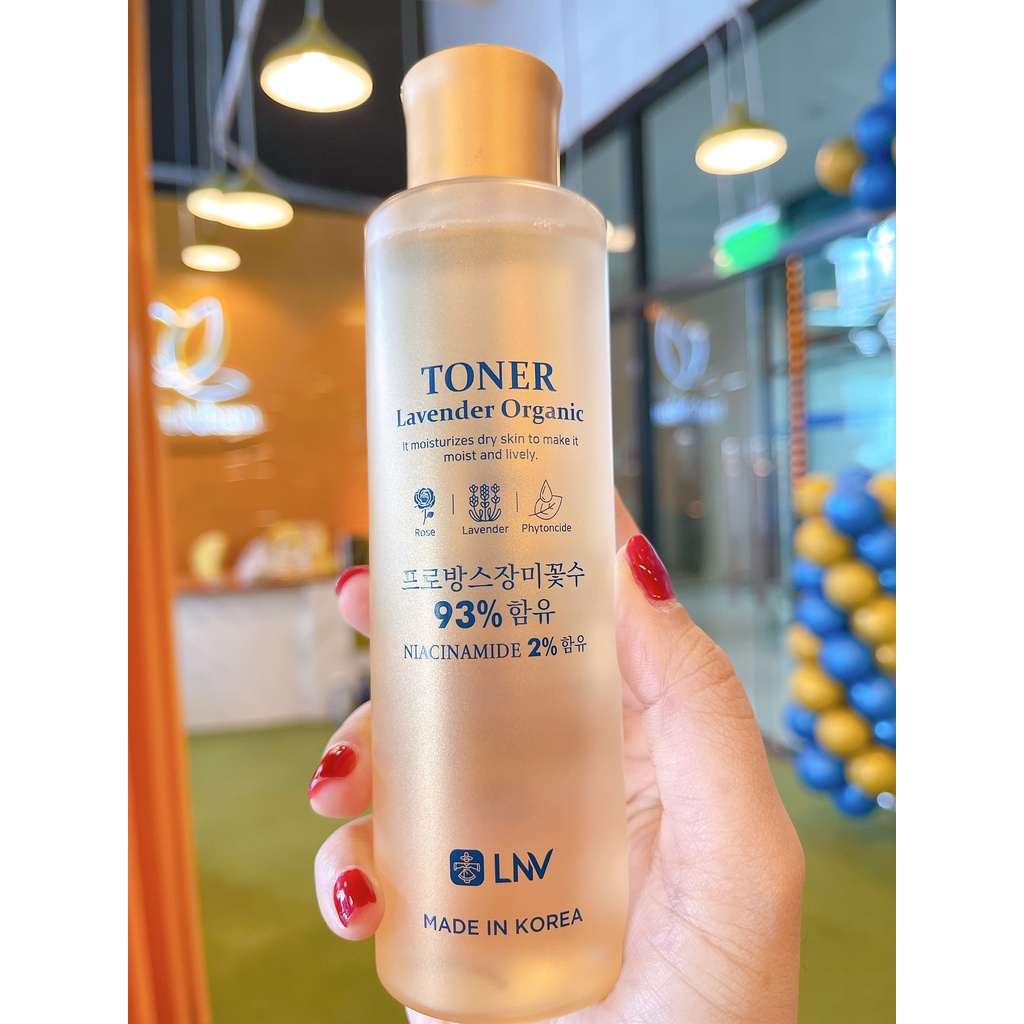 TONER
Lavender Organic
It moisturizes dry skin to make it
moist and lively.
Rose
Lavender
Phytoncide
프로방스장미꽃수
93% 함유
NIACINAMIDE 2% 함유
LNV
MADE IN KOREA